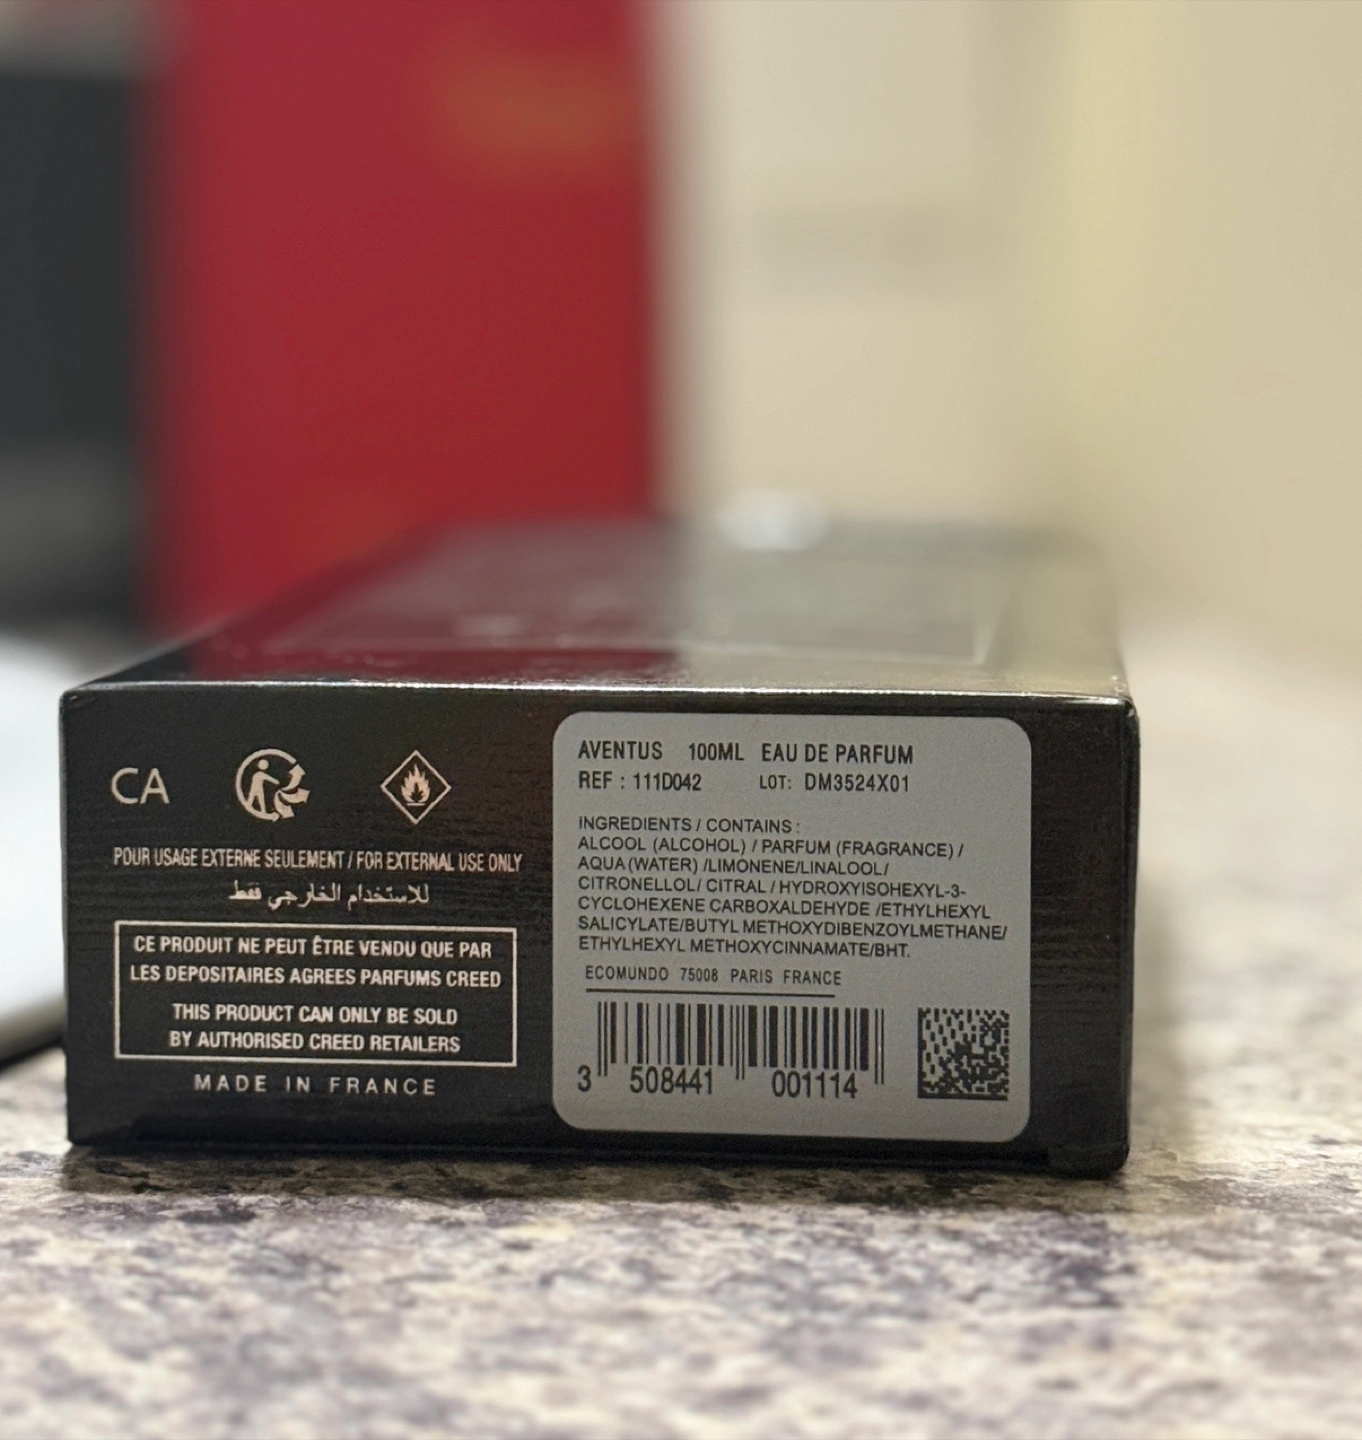 CA
POUR USAGE EXTERNE SEULEMENT / FOR EXTERNAL USE ONLY
للاستخدام الخارجي فقط
CE PRODUIT NE PEUT ÊTRE VENDU QUE PAR
LES DEPOSITAIRES AGREES PARFUMS CREED
THIS PRODUCT CAN ONLY BE SOLD
BY AUTHORISED CREED RETAILERS
MADE IN FRANCE
AVENTUS 100ML EAU DE PARFUM
REF : 111D042 LOT: DM3524X01
INGREDIENTS / CONTAINS :
ALCOOL (ALCOHOL) / PARFUM (FRAGRANCE) /
AQUA (WATER) /LIMONENE/LINALOOL/
CITRONELLOL/ CITRAL / HYDROXYISOHEXYL-3-
CYCLOHEXENE CARBOXALDEHYDE /ETHYLHEXYL
SALICYLATE/BUTYL METHOXYDIBENZOYLMETHANE/
ETHYLHEXYL METHOXYCINNAMATE/BHT.
ECOMUNDO 75008 PARIS FRANCE
3 508441 001114